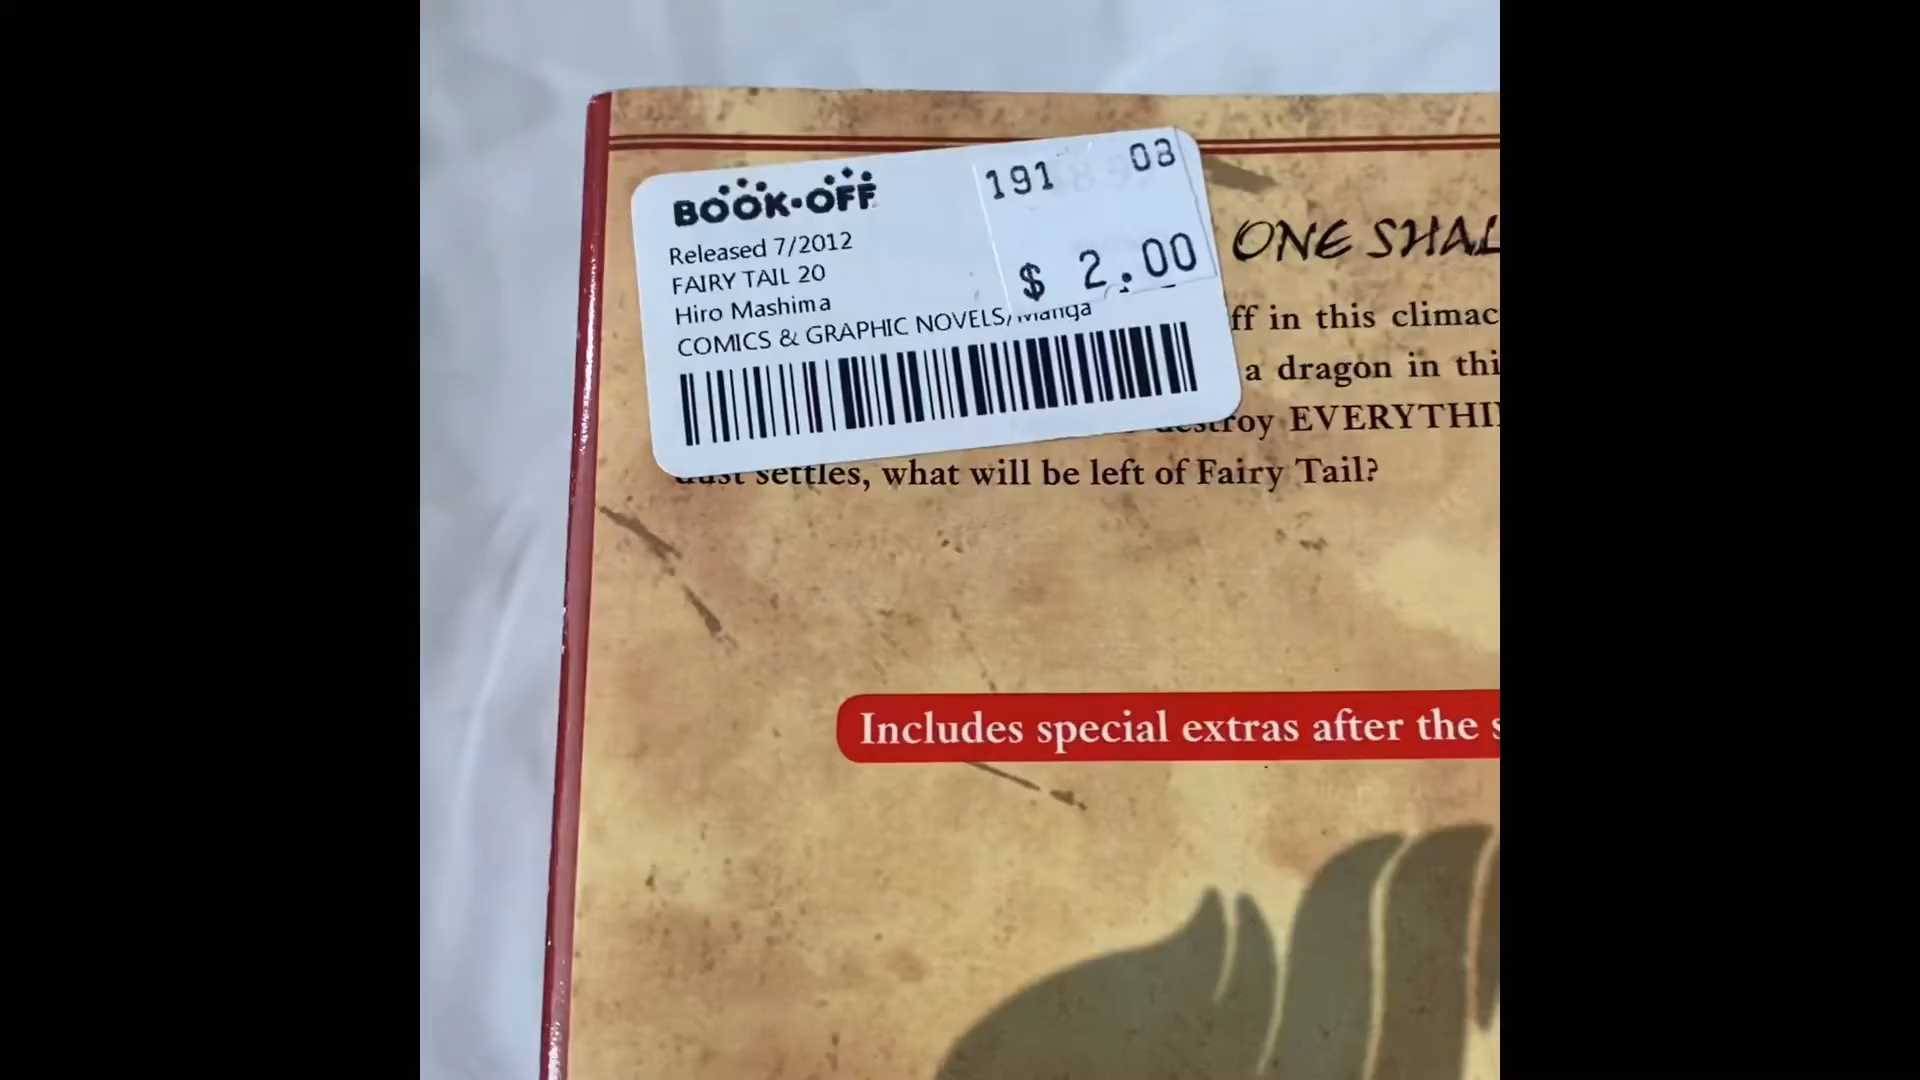 BOOK·OFF
191 08
Released 7/2012
FAIRY TAIL 20
$ 2.00
Hiro Mashima
COMICS & GRAPHIC NOVELS/Manga
ONE SHAL
ff in this climac
a dragon in thi
destroy EVERYTHIN
dust settles, what will be left of Fairy Tail?
Includes special extras after the s